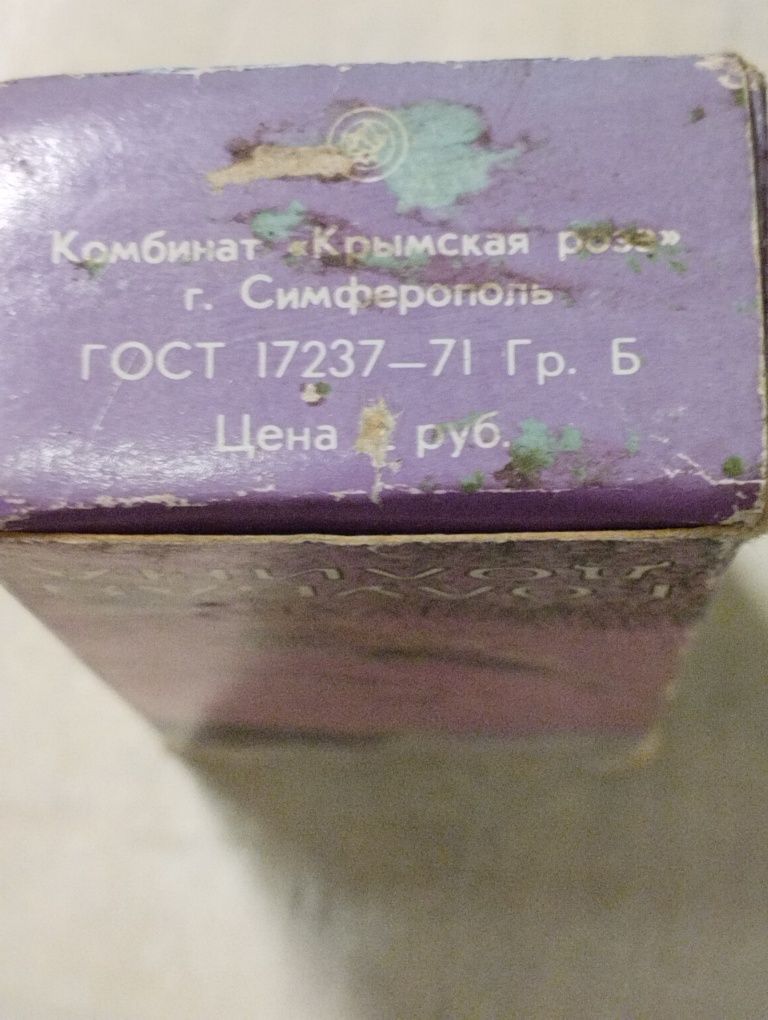 Комбинат «Крымская роза»
г. Симферополь
ГОСТ 17237—71 Гр. Б
Цена руб.